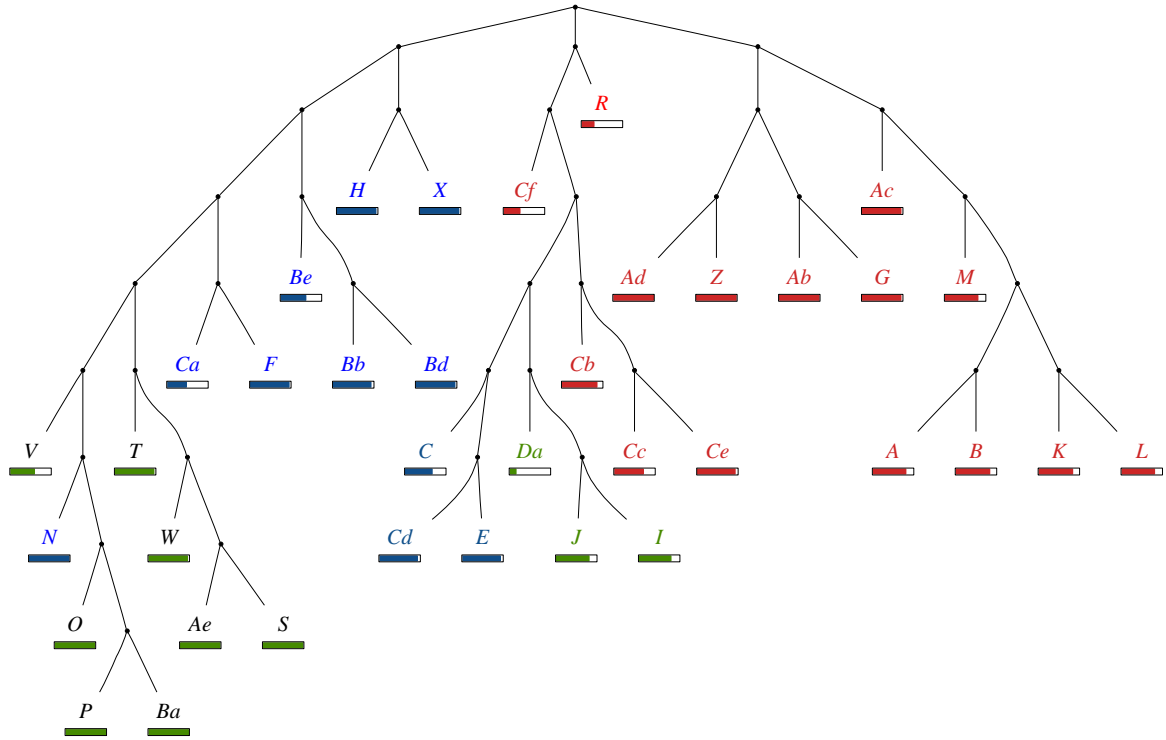 R
H X Cf Ac
Be Ad Z Ab G M
Ca F Bb Bd Cb
V T C Da Cc Ce A B K L
N W Cd E J I
O Ae S
P Ba